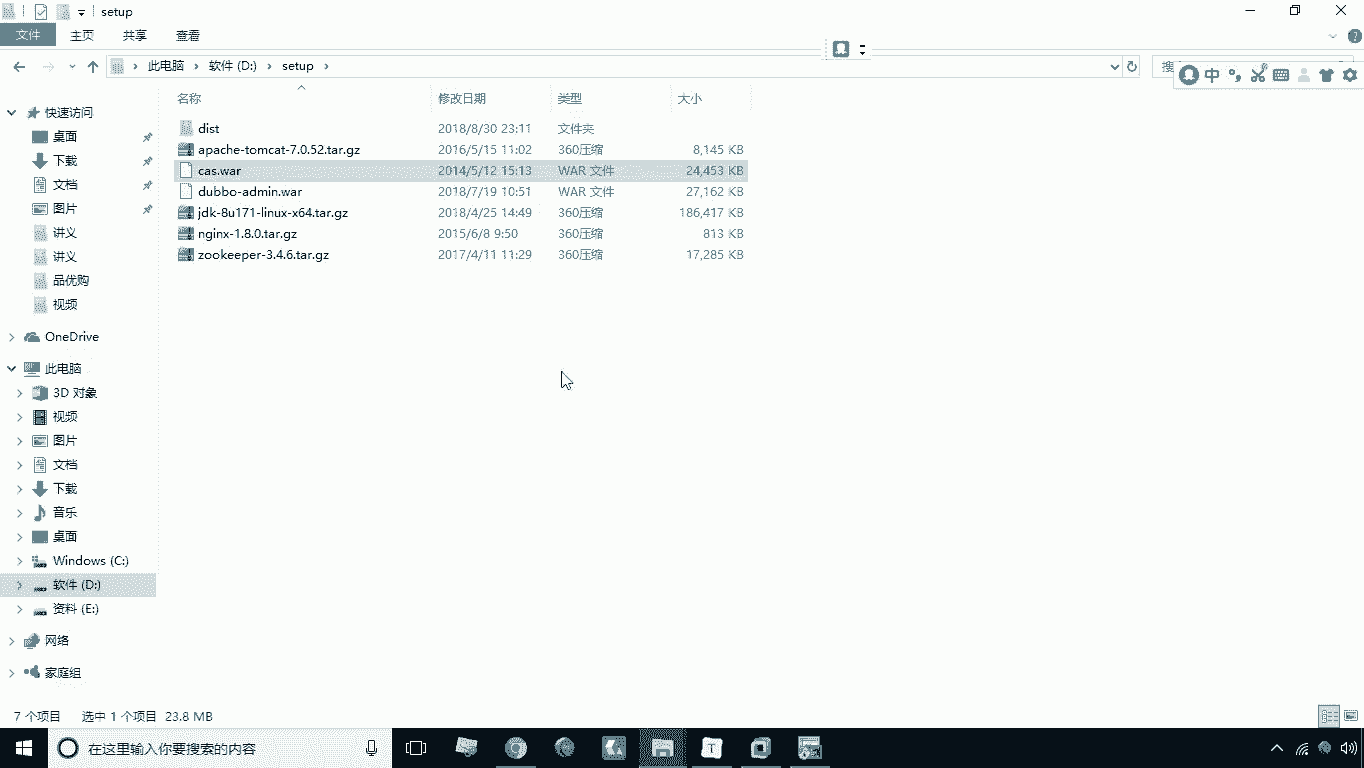 setup
文件 主页 共享 查看
此电脑 软件 (D:) setup
搜
中
名称 修改日期 类型 大小
dist 2018/8/30 23:11 文件夹
apache-tomcat-7.0.52.tar.gz 2016/5/15 11:02 360压缩 8,145 KB
cas.war 2014/5/12 15:13 WAR 文件 24,453 KB
dubbo-admin.war 2018/7/19 10:51 WAR 文件 27,162 KB
jdk-8u171-linux-x64.tar.gz 2018/4/25 14:49 360压缩 186,417 KB
nginx-1.8.0.tar.gz 2015/6/8 9:50 360压缩 813 KB
zookeeper-3.4.6.tar.gz 2017/4/11 11:29 360压缩 17,285 KB
快速访问
桌面
下载
文档
图片
讲义
讲义
品优购
视频
OneDrive
此电脑
3D 对象
视频
图片
文档
下载
音乐
桌面
Windows (C:)
软件 (D:)
资料 (E:)
网络
家庭组
7 个项目 选中 1 个项目 23.8 MB
在这里输入你要搜索的内容
T